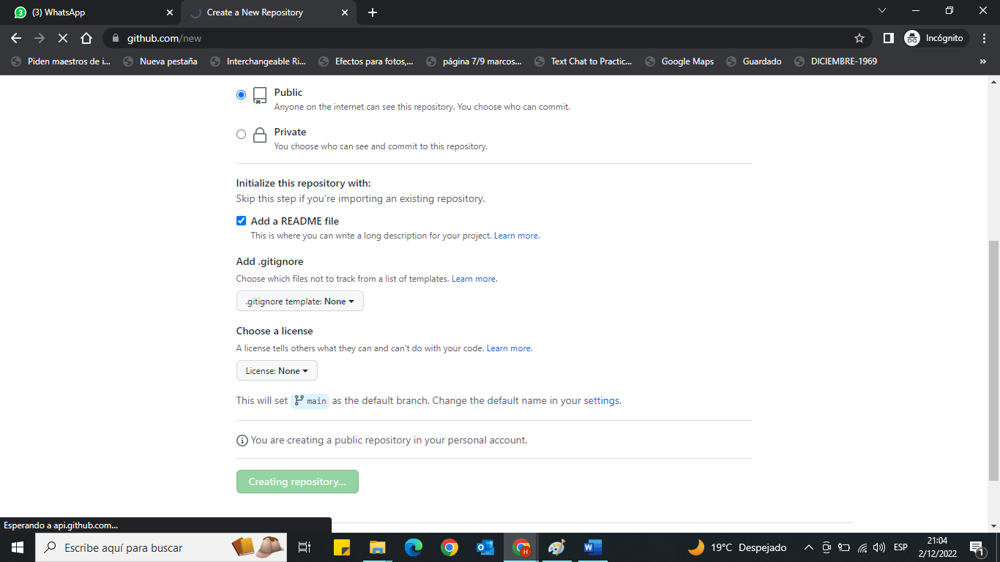 (3) WhatsApp
Create a New Repository
github.com/new
Incógnito
Piden maestros de i...
Nueva pestaña
Interchangeable Ri...
Efectos para fotos,...
página 7/9 marcos...
Text Chat to Practic...
Google Maps
Guardado
DICIEMBRE-1969
»
Public
Anyone on the internet can see this repository. You choose who can commit.
Private
You choose who can see and commit to this repository.
Initialize this repository with:
Skip this step if you're importing an existing repository.
Add a README file
This is where you can write a long description for your project. Learn more.
Add .gitignore
Choose which files not to track from a list of templates. Learn more.
.gitignore template: None
Choose a license
A license tells others what they can and can't do with your code. Learn more.
License: None
This will set main as the default branch. Change the default name in your settings.
You are creating a public repository in your personal account.
Creating repository...
Esperando a api.github.com...
Escribe aquí para buscar
19°C Despejado
ESP
21:04
2/12/2022
1